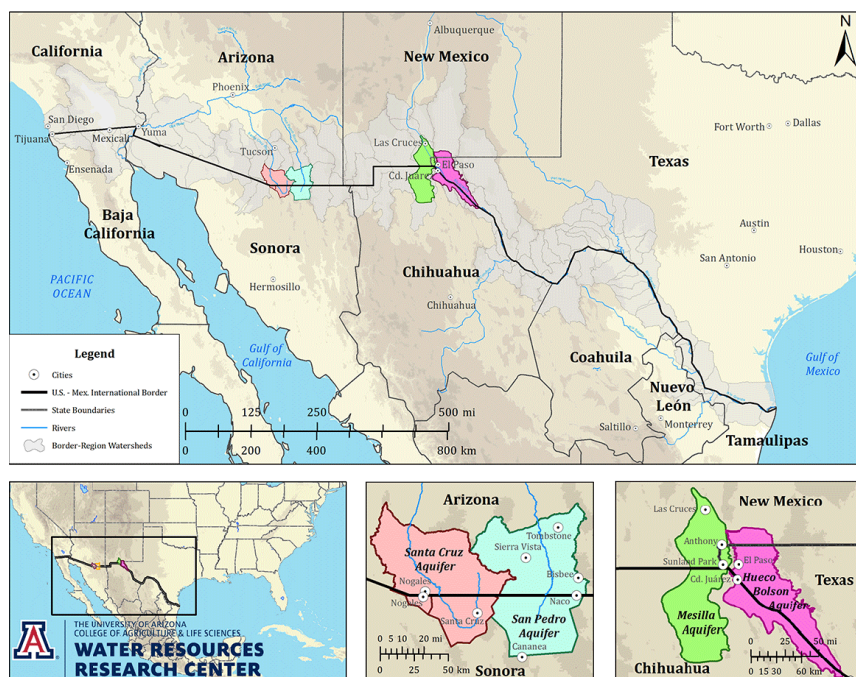 N
California
Arizona
New Mexico
Albuquerque
Phoenix
San Diego
Tijuana
Mexicali
Yuma
Ensenada
Tucson
Las Cruces
El Paso
Cd. Juárez
Fort Worth
Dallas
Texas
Austin
San Antonio
Houston
Baja
California
Sonora
Hermosillo
Chihuahua
Chihuahua
PACIFIC
OCEAN
Gulf of
California
Coahuila
Gulf of
Mexico
Nuevo
León
Saltillo
Monterrey
Tamaulipas
Legend
Cities
U.S. - Mex. International Border
State Boundaries
Rivers
Border-Region Watersheds
0 125 250 500 mi
0 200 400 800 km
THE UNIVERSITY OF ARIZONA
COLLEGE OF AGRICULTURE & LIFE SCIENCES
WATER RESOURCES
RESEARCH CENTER
A
Arizona
Santa Cruz
Aquifer
Tombstone
Sierra Vista
Bisbee
Nogales
Nogales
Naco
Santa Cruz
San Pedro
Aquifer
Cananea
0 5 10 20 mi
0 25 50 km
Sonora
Las Cruces
New Mexico
Anthony
Sunland Park
El Paso
Cd. Juárez
Hueco
Bolson
Aquifer
Texas
Mesilla
Aquifer
0 25 50 mi
0 15 30 60 km
Chihuahua